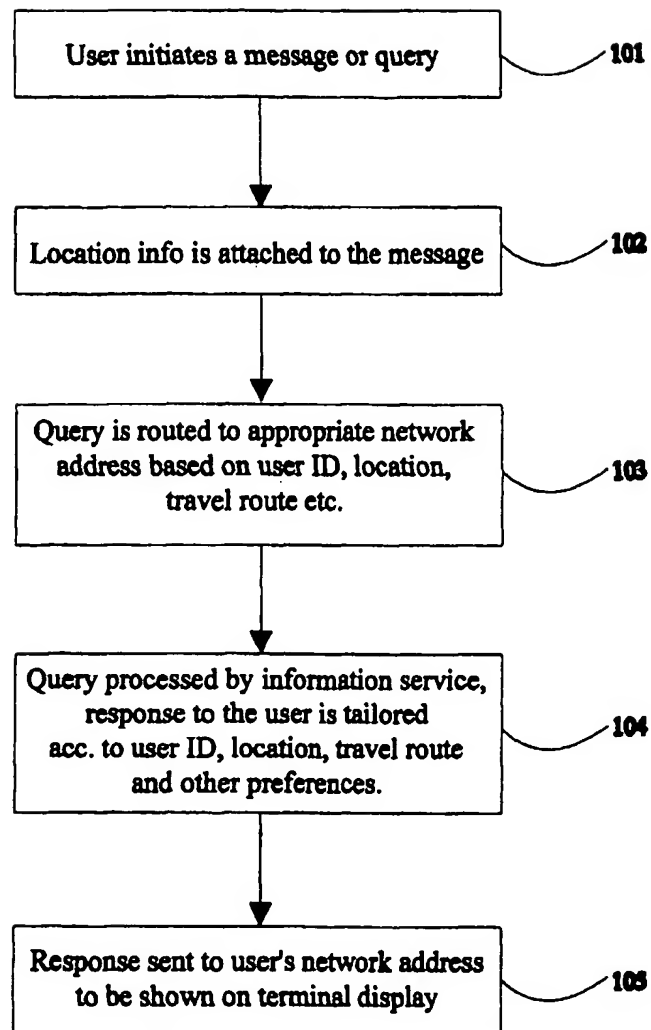 User initiates a message or query
101
Location info is attached to the message
102
Query is routed to appropriate network
address based on user ID, location,
travel route etc.
103
Query processed by information service,
response to the user is tailored
acc. to user ID, location, travel route
and other preferences.
104
Response sent to user's network address
to be shown on terminal display
105